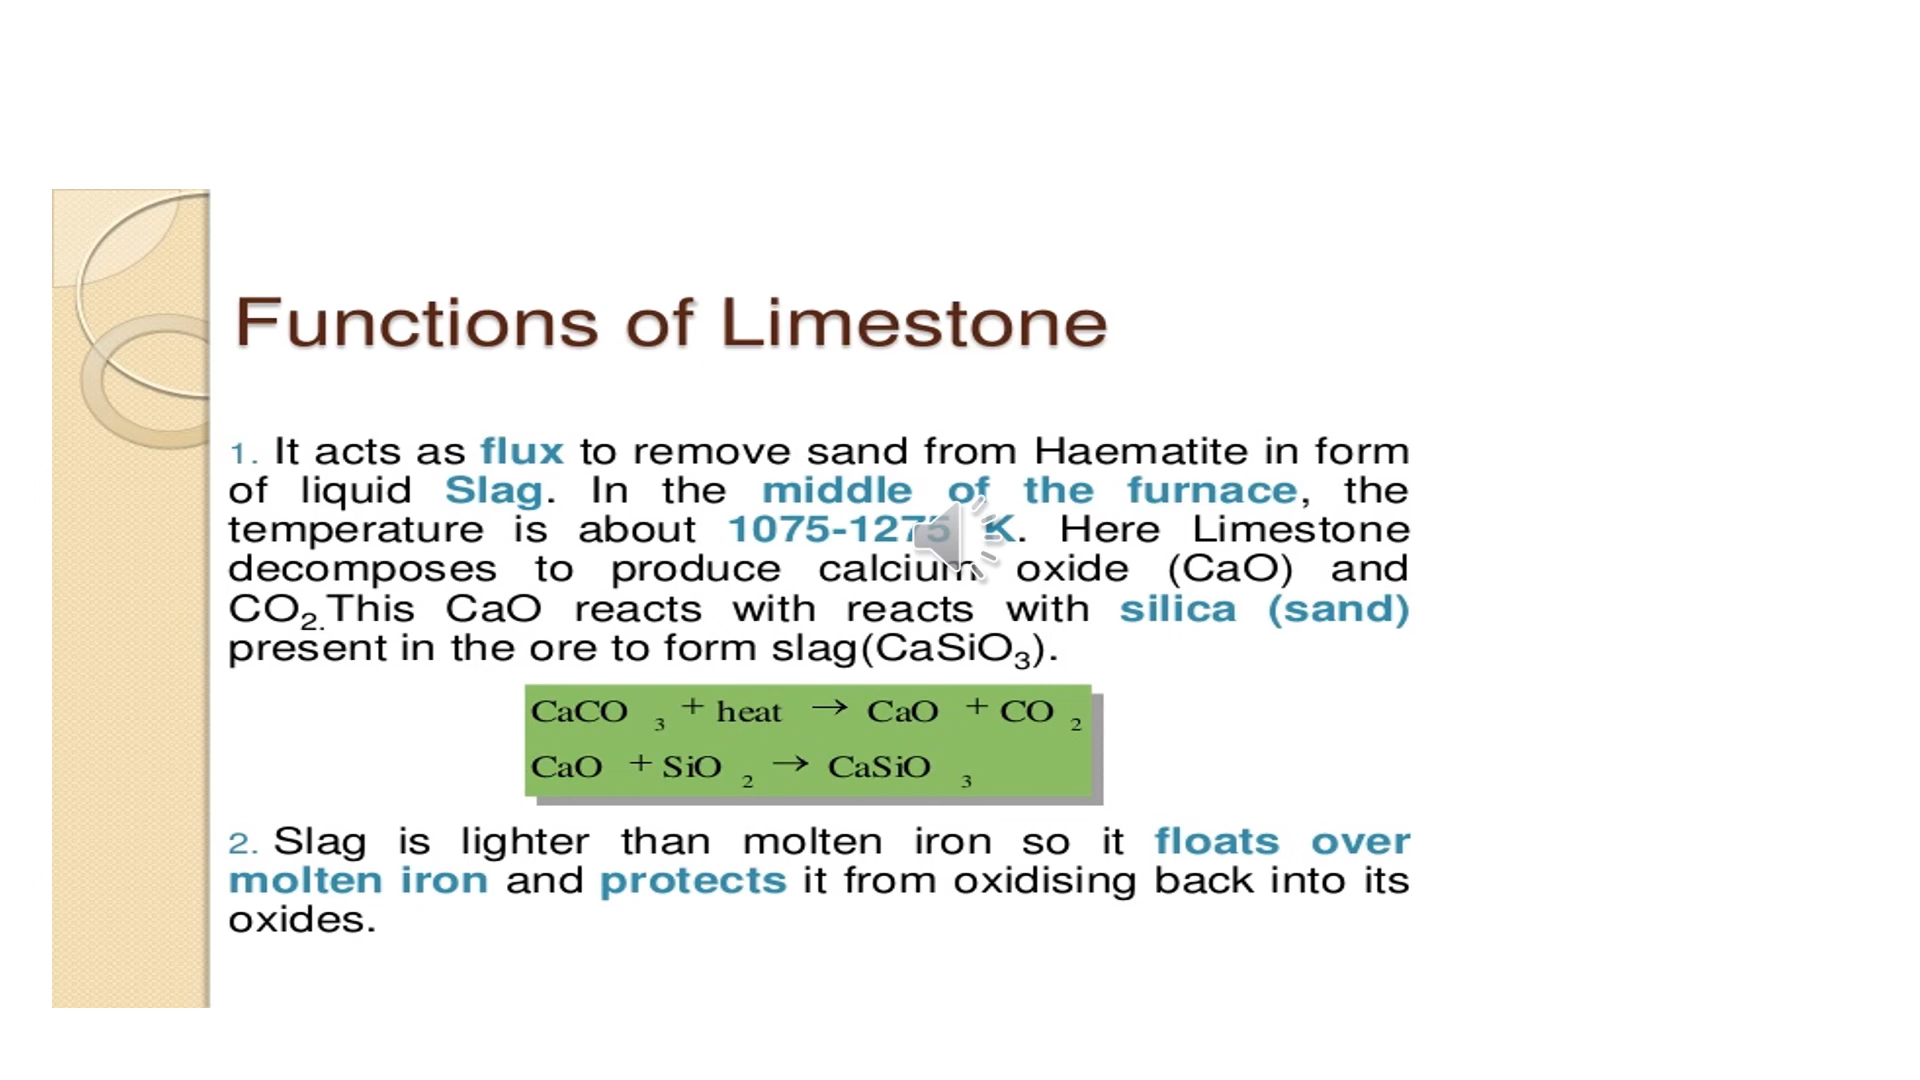 Functions of Limestone
1. It acts as flux to remove sand from Haematite in form
of liquid Slag. In the middle of the furnace, the
temperature is about 1075-1275 K. Here Limestone
decomposes to produce calcium oxide (CaO) and
CO₂.This CaO reacts with reacts with silica (sand)
present in the ore to form slag(CaSiO₃).
CaCO ₃ + heat → CaO + CO ₂
CaO + SiO ₂ → CaSiO ₃
2. Slag is lighter than molten iron so it floats over
molten iron and protects it from oxidising back into its
oxides.